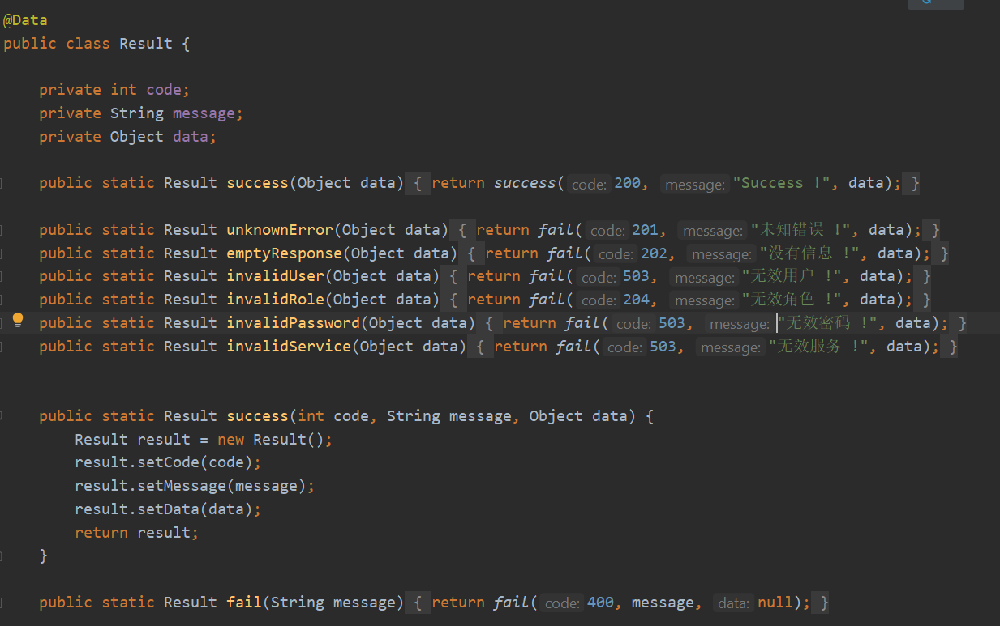 @Data
public class Result {
private int code;
private String message;
private Object data;
public static Result success(Object data) { return success( code: 200, message: "Success !", data); }
public static Result unknownError(Object data) { return fail( code: 201, message: "未知错误 !", data); }
public static Result emptyResponse(Object data) { return fail( code: 202, message: "没有信息 !", data); }
public static Result invalidUser(Object data) { return fail( code: 503, message: "无效用户 !", data); }
public static Result invalidRole(Object data) { return fail( code: 204, message: "无效角色 !", data); }
public static Result invalidPassword(Object data) { return fail( code: 503, message: "无效密码 !", data); }
public static Result invalidService(Object data) { return fail( code: 503, message: "无效服务 !", data); }
public static Result success(int code, String message, Object data) {
Result result = new Result();
result.setCode(code);
result.setMessage(message);
result.setData(data);
return result;
}
public static Result fail(String message) { return fail( code: 400, message, data: null); }